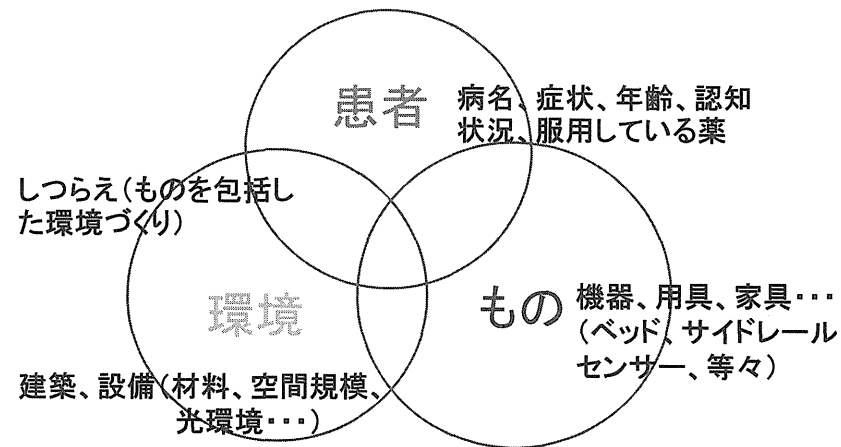 患者
病名、症状、年齢、認知
状況、服用している薬
しつらえ(ものを包括し
た環境づくり)
環境
もの
機器、用具、家具・・・
(ベッド、サイドレール
センサー、等々)
建築、設備(材料、空間規模、
光環境・・・)